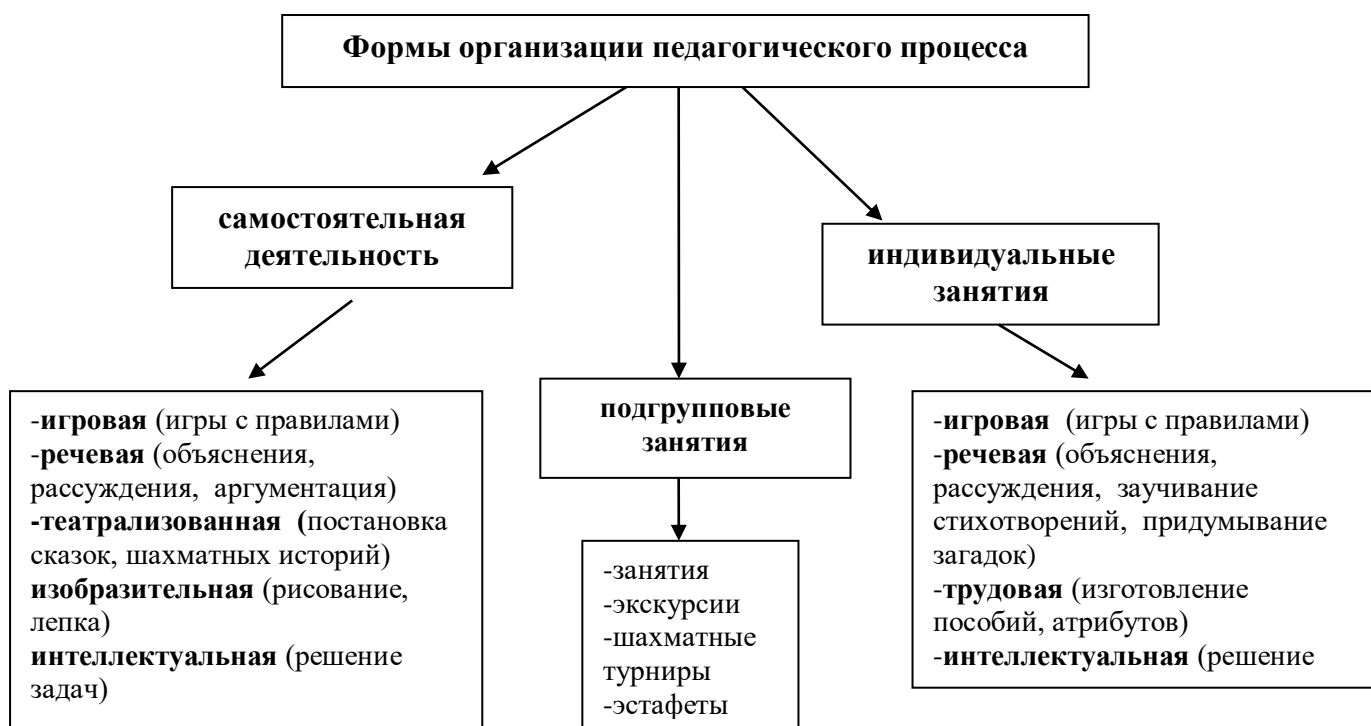 Формы организации педагогического процесса
самостоятельная
деятельность
индивидуальные
занятия
подгрупповые
занятия
-игровая (игры с правилами)
-речевая (объяснения,
рассуждения, аргументация)
-театрализованная (постановка
сказок, шахматных историй)
изобразительная (рисование,
лепка)
интеллектуальная (решение
задач)
-занятия
-экскурсии
-шахматные
турниры
-эстафеты
-игровая (игры с правилами)
-речевая (объяснения,
рассуждения, заучивание
стихотворений, придумывание
загадок)
-трудовая (изготовление
пособий, атрибутов)
-интеллектуальная (решение